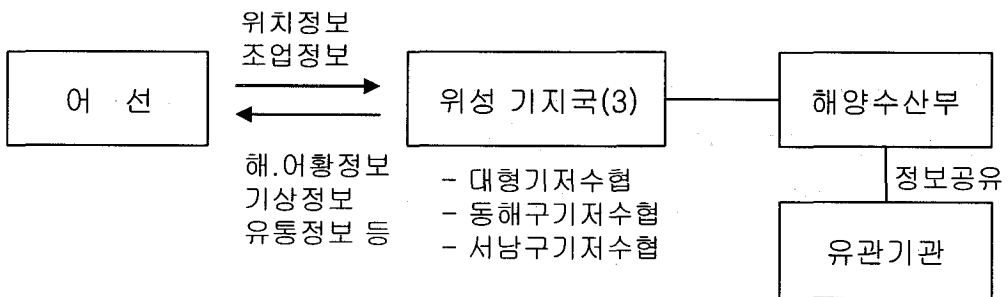 위치정보
조업정보
어 선
위성 기지국(3)
해양수산부
해.어황정보
기상정보
유통정보 등
- 대형기저수협
- 동해구기저수협
- 서남구기저수협
정보공유
유관기관